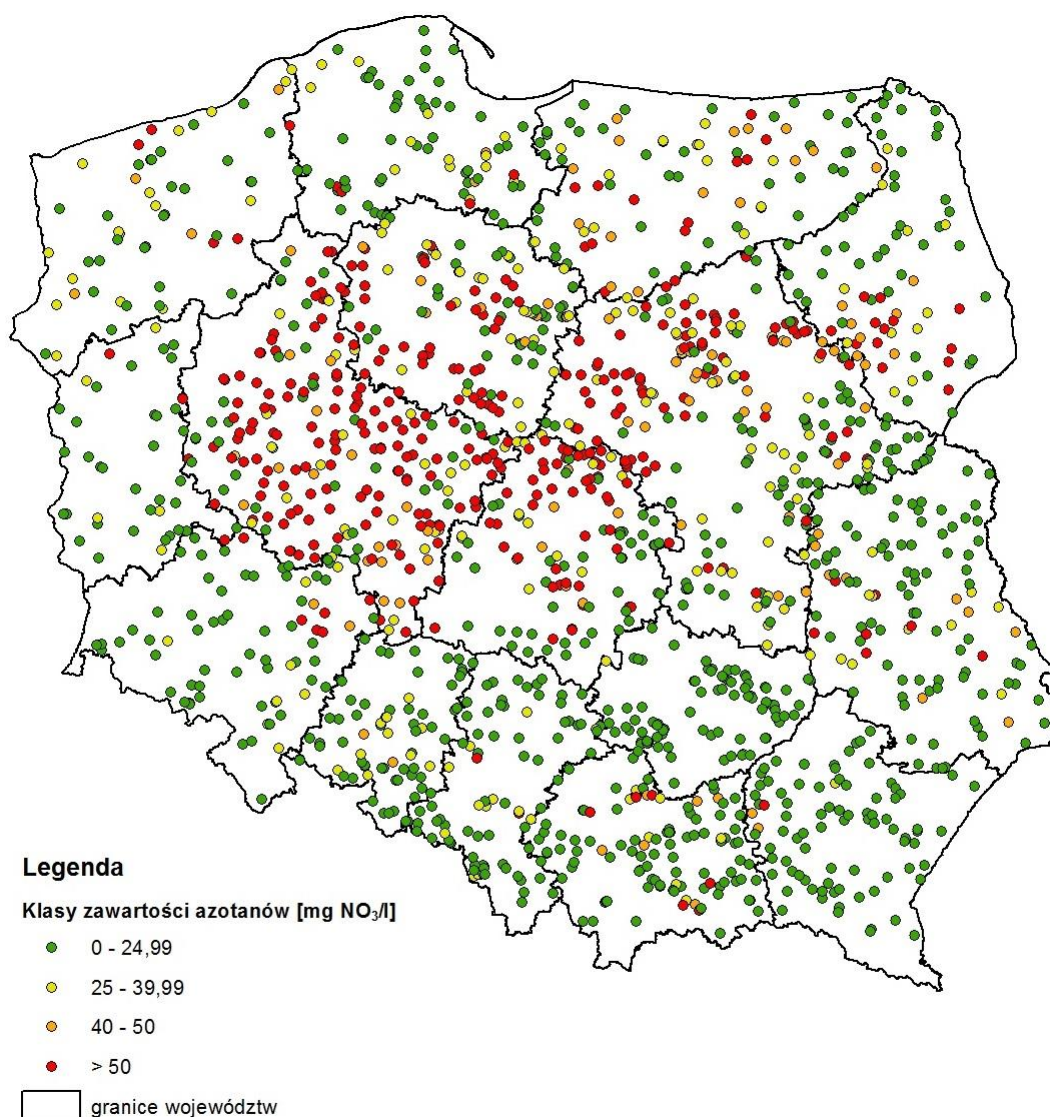 Legenda
Klasy zawartości azotanów [mg NO₃/l]
0 - 24,99
25 - 39,99
40 - 50
> 50
granice województw